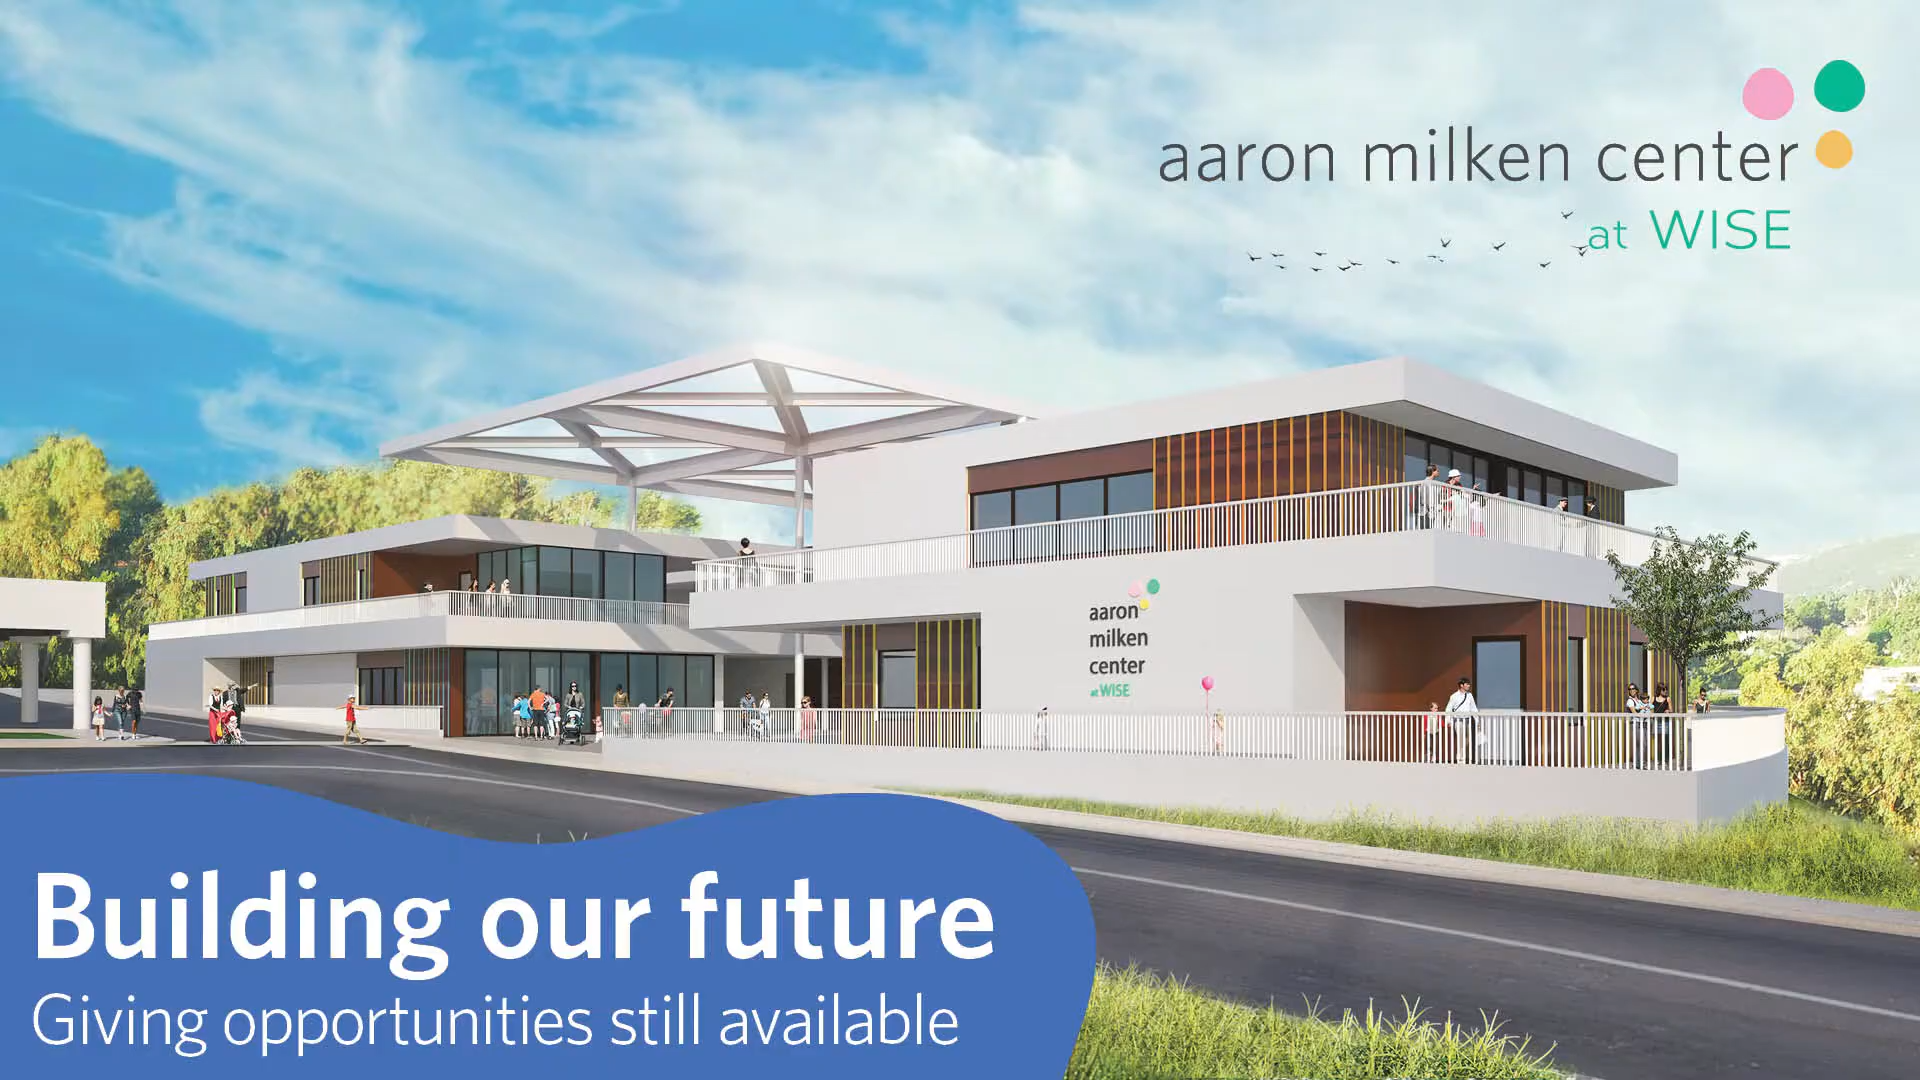 aaron milken center
at WISE
aaron
milken
center
at WISE
Building our future
Giving opportunities still available